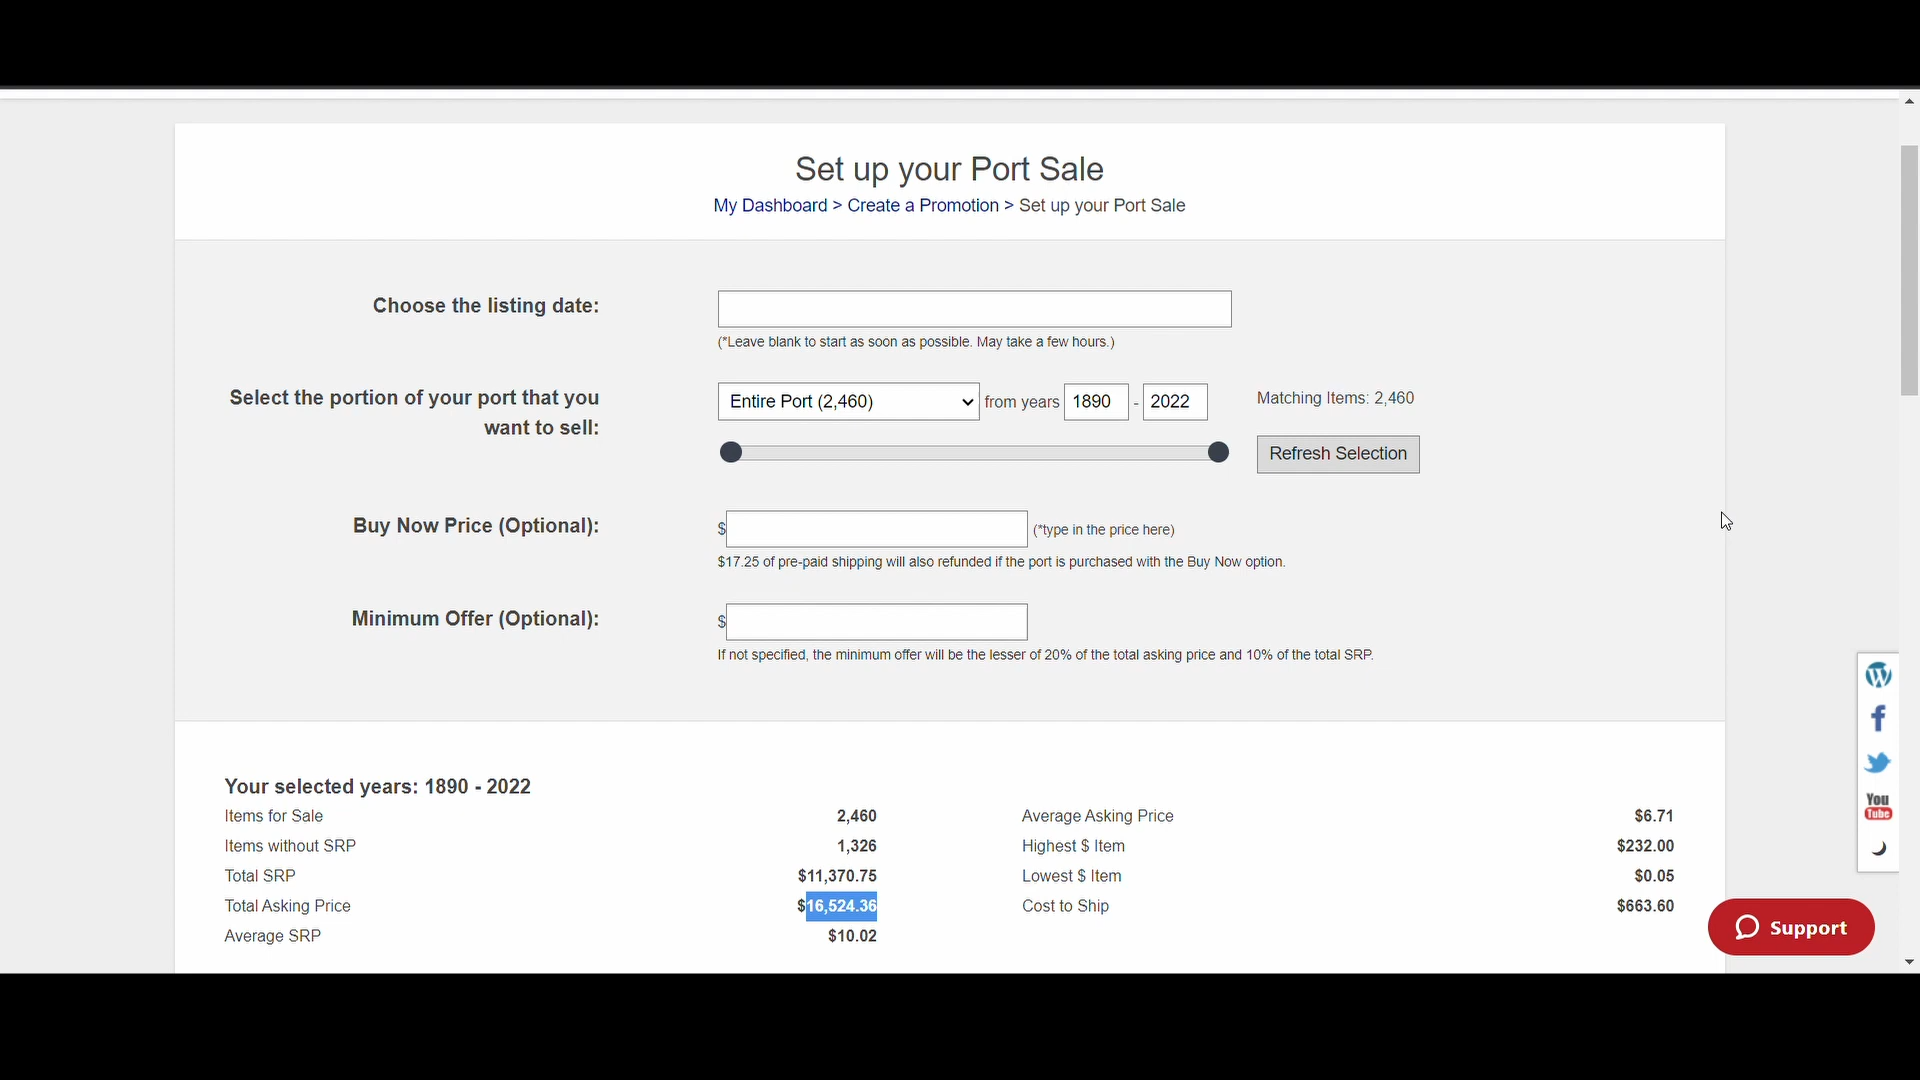 Set up your Port Sale
My Dashboard > Create a Promotion > Set up your Port Sale
Choose the listing date:
(*Leave blank to start as soon as possible. May take a few hours.)
Select the portion of your port that you
want to sell:
Entire Port (2,460) from years 1890 - 2022 Matching Items: 2,460
Refresh Selection
Buy Now Price (Optional): $ (*type in the price here)
$17.25 of pre-paid shipping will also refunded if the port is purchased with the Buy Now option.
Minimum Offer (Optional): $
If not specified, the minimum offer will be the lesser of 20% of the total asking price and 10% of the total SRP.
Your selected years: 1890 - 2022
Items for Sale 2,460 Average Asking Price $6.71
Items without SRP 1,326 Highest $ Item $232.00
Total SRP $11,370.75 Lowest $ Item $0.05
Total Asking Price $16,524.36 Cost to Ship $663.60
Average SRP $10.02
You
Tube
Support